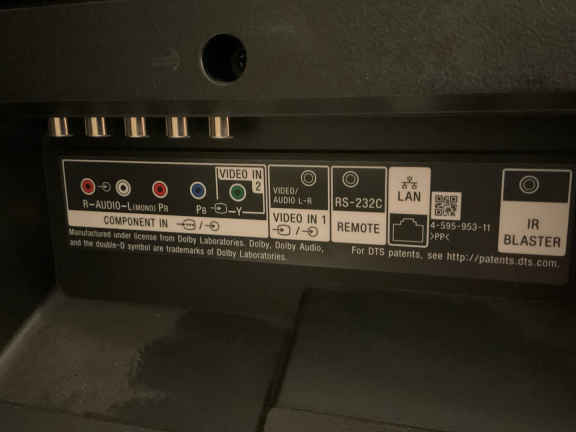 VIDEO IN
2
R-AUDIO-L(MONO) PR
PB
Y
COMPONENT IN
VIDEO/
AUDIO L-R
VIDEO IN 1
RS-232C
REMOTE
LAN
4-595-953-11
>PP<
IR
BLASTER
Manufactured under license from Dolby Laboratories. Dolby, Dolby Audio,
and the double-D symbol are trademarks of Dolby Laboratories.
For DTS patents, see http://patents.dts.com.